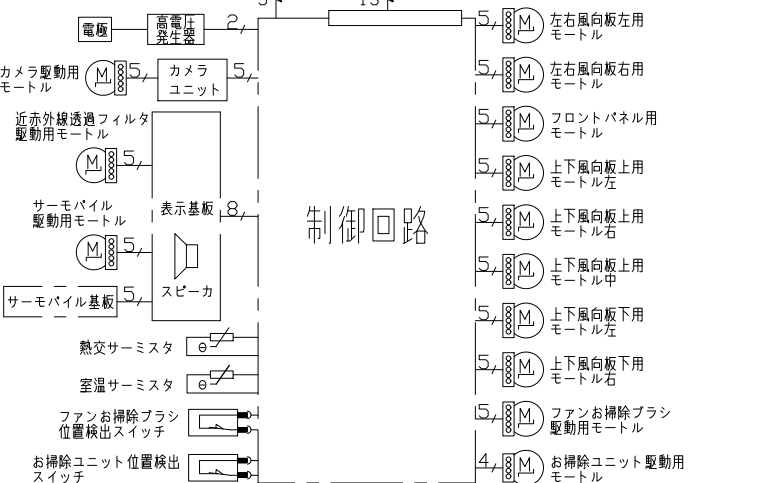 5
13
電極
高電圧
発生器
2
カメラ駆動用
モートル
M
5
カメラ
ユニット
5
近赤外線透過フィルタ
駆動用モートル
M
5
サーモパイル
駆動用モートル
M
5
サーモパイル基板
5
表示基板
8
スピーカ
熱交サーミスタ
θ
室温サーミスタ
θ
ファンお掃除ブラシ
位置検出スイッチ
お掃除ユニット位置検出
スイッチ
制御回路
5
M
左右風向板左用
モートル
5
M
左右風向板右用
モートル
5
M
フロントパネル用
モートル
5
M
上下風向板上用
モートル左
5
M
上下風向板上用
モートル右
5
M
上下風向板上用
モートル中
5
M
上下風向板下用
モートル左
5
M
上下風向板下用
モートル右
5
M
ファンお掃除ブラシ
駆動用モートル
4
M
お掃除ユニット駆動用
モートル